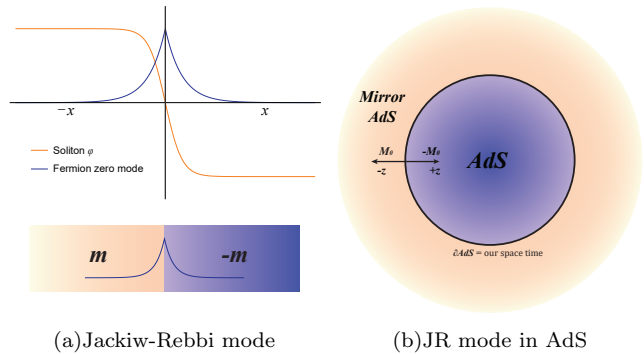 −x
x
Soliton φ
Fermion zero mode
m
-m
(a)Jackiw-Rebbi mode
Mirror
AdS
M₀
-M₀
-z
+z
AdS
∂AdS = our space time
(b)JR mode in AdS